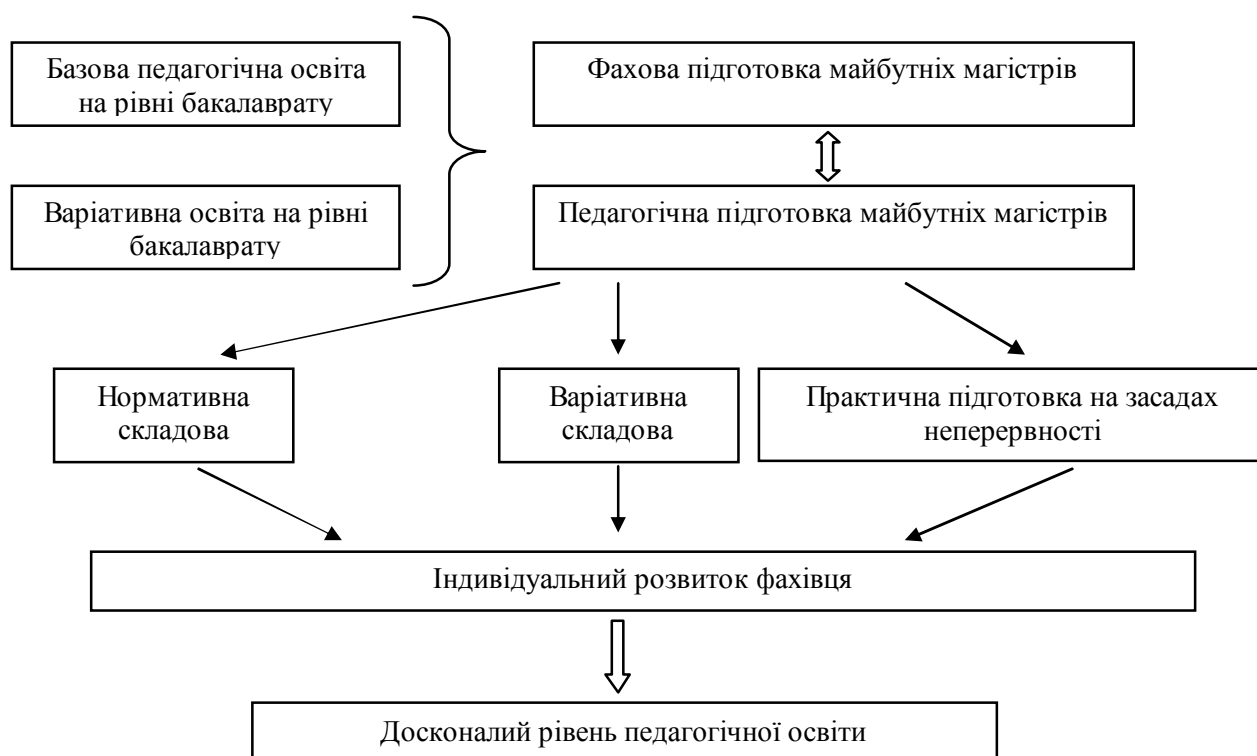 Базова педагогічна освіта
на рівні бакалаврату
Фахова підготовка майбутніх магістрів
Варіативна освіта на рівні
бакалаврату
Педагогічна підготовка майбутніх магістрів
Нормативна
складова
Варіативна
складова
Практична підготовка на засадах
неперервності
Індивідуальний розвиток фахівця
Досконалий рівень педагогічної освіти